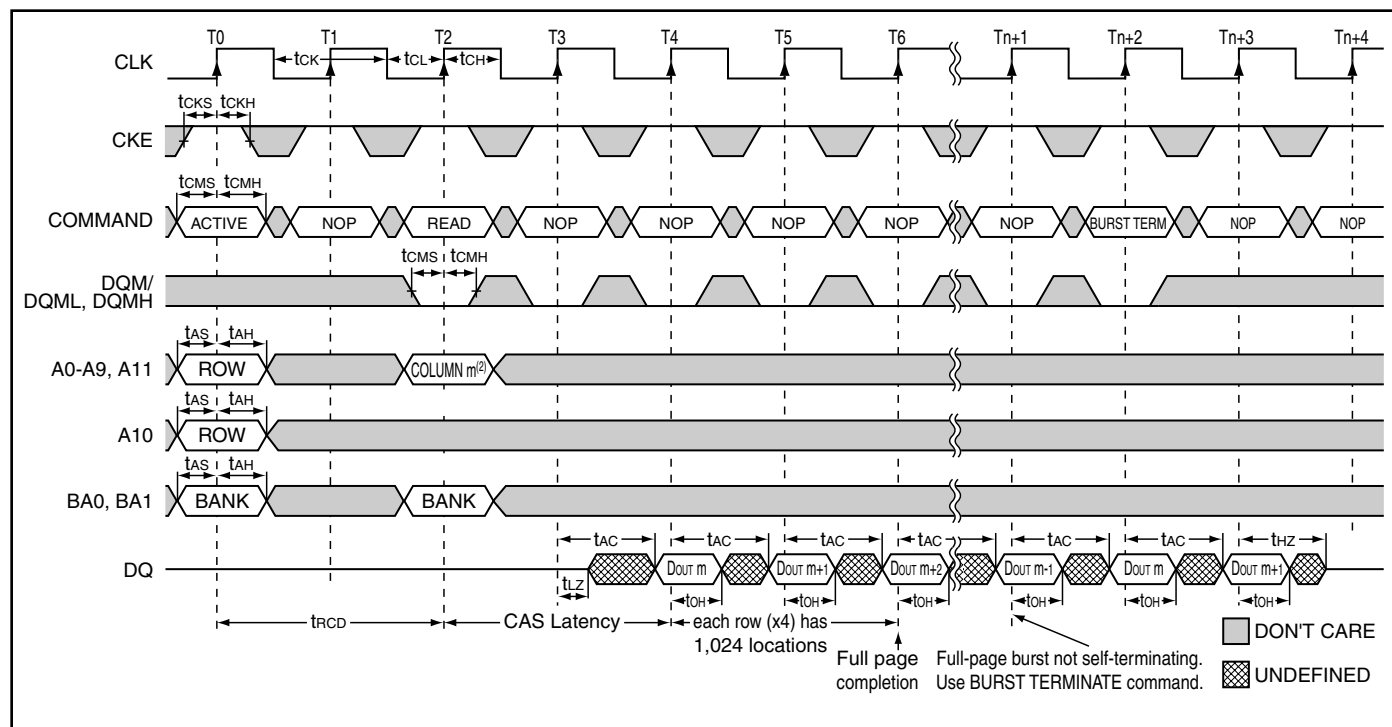 T0 T1 T2 T3 T4 T5 T6 Tn+1 Tn+2 Tn+3 Tn+4
CLK
tCK tCL tCH
tCKS tCKH
CKE
tCMS tCMH
COMMAND ACTIVE NOP READ NOP NOP NOP NOP NOP BURST TERM NOP NOP
tCMS tCMH
DQM/
DQML, DQMH
tAS tAH
A0-A9, A11 ROW COLUMN m(2)
tAS tAH
A10 ROW
tAS tAH
BA0, BA1 BANK BANK
tAC tAC tAC tAC tAC tAC tHZ
DQ DOUT m DOUT m+1 DOUT m+2 DOUT m-1 DOUT m DOUT m+1
tLZ tOH tOH tOH tOH tOH tOH
tRCD CAS Latency each row (x4) has
1,024 locations
Full page
completion
Full-page burst not self-terminating.
Use BURST TERMINATE command.
DON'T CARE
UNDEFINED